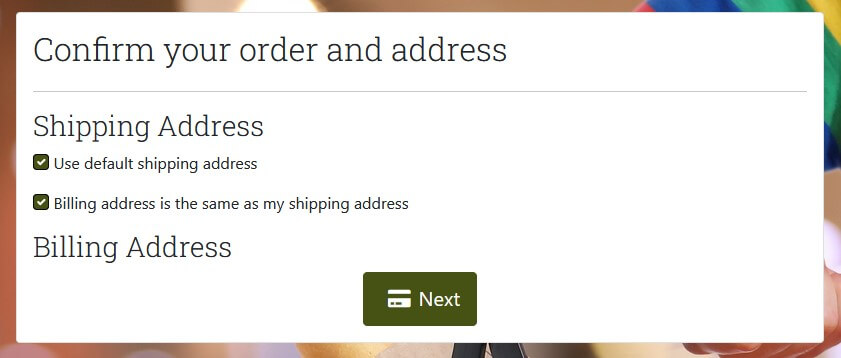 Confirm your order and address
Shipping Address
Use default shipping address
Billing address is the same as my shipping address
Billing Address
Next